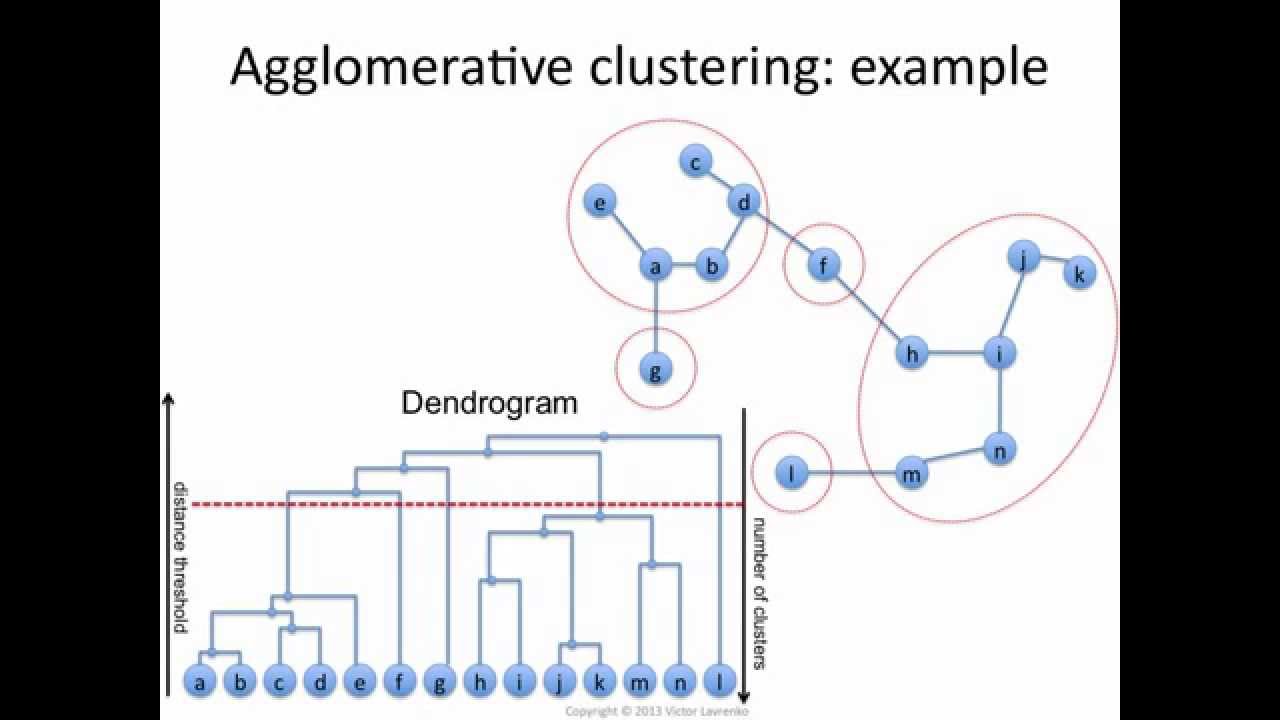 Agglomerative clustering: example
c
e
d
a
b
f
j
k
h
i
g
n
l
m
Dendrogram
distance threshold
number of clusters
a b c d e f g h i j k m n l
Copyright © 2013 Victor Lavrenko